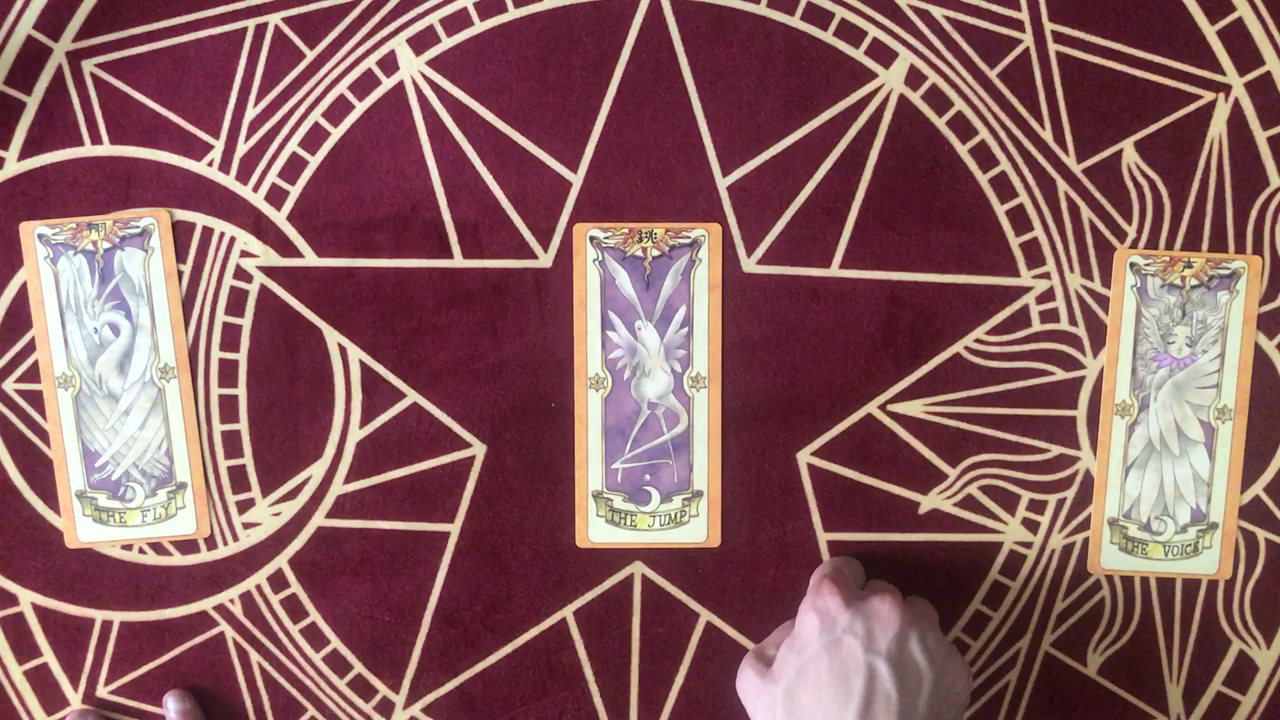 翔
THE FLY
跳
THE JUMP
THE VOICE